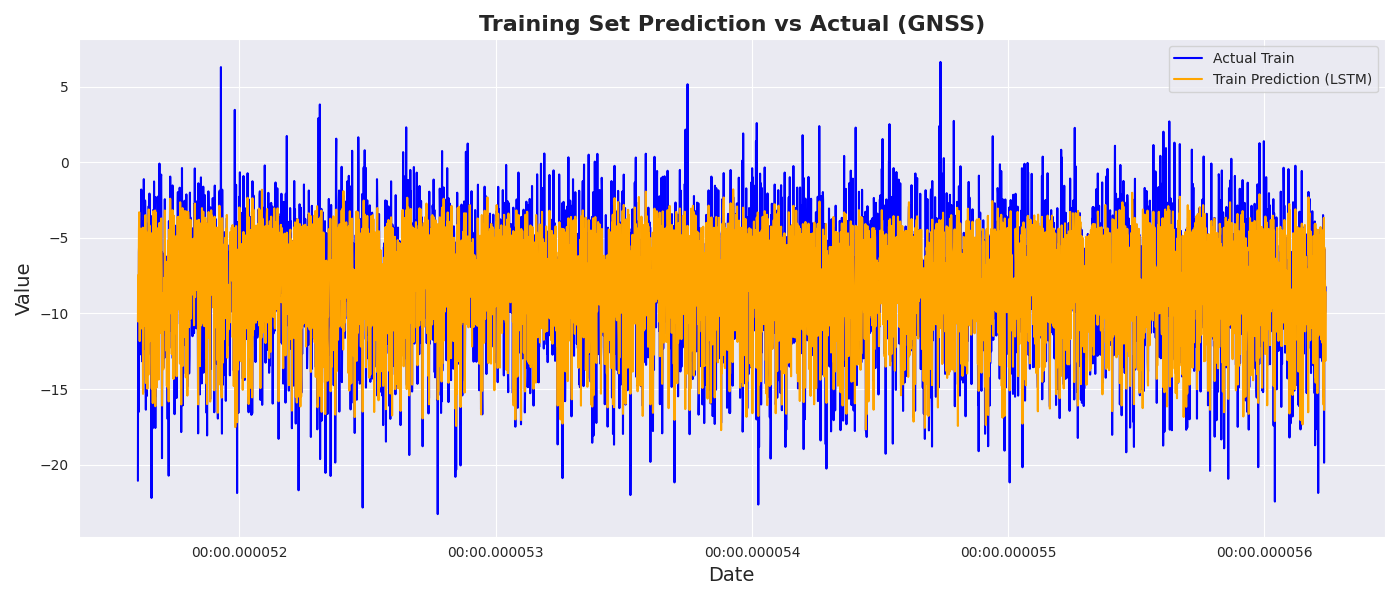 Training Set Prediction vs Actual (GNSS)
Actual Train
Train Prediction (LSTM)
Value
5
0
−5
−10
−15
−20
00:00.000052 00:00.000053 00:00.000054 00:00.000055 00:00.000056
Date